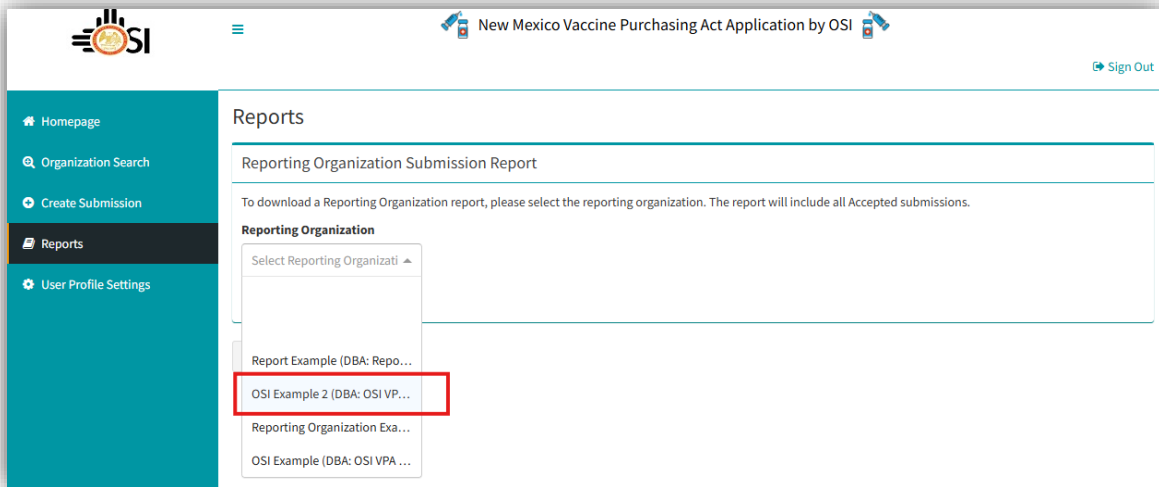 OSI
New Mexico Vaccine Purchasing Act Application by OSI
Sign Out
Homepage
Organization Search
Create Submission
Reports
User Profile Settings
Reports
Reporting Organization Submission Report
To download a Reporting Organization report, please select the reporting organization. The report will include all Accepted submissions.
Reporting Organization
Select Reporting Organizati
Report Example (DBA: Repo...
OSI Example 2 (DBA: OSI VP...
Reporting Organization Exa...
OSI Example (DBA: OSI VPA ...